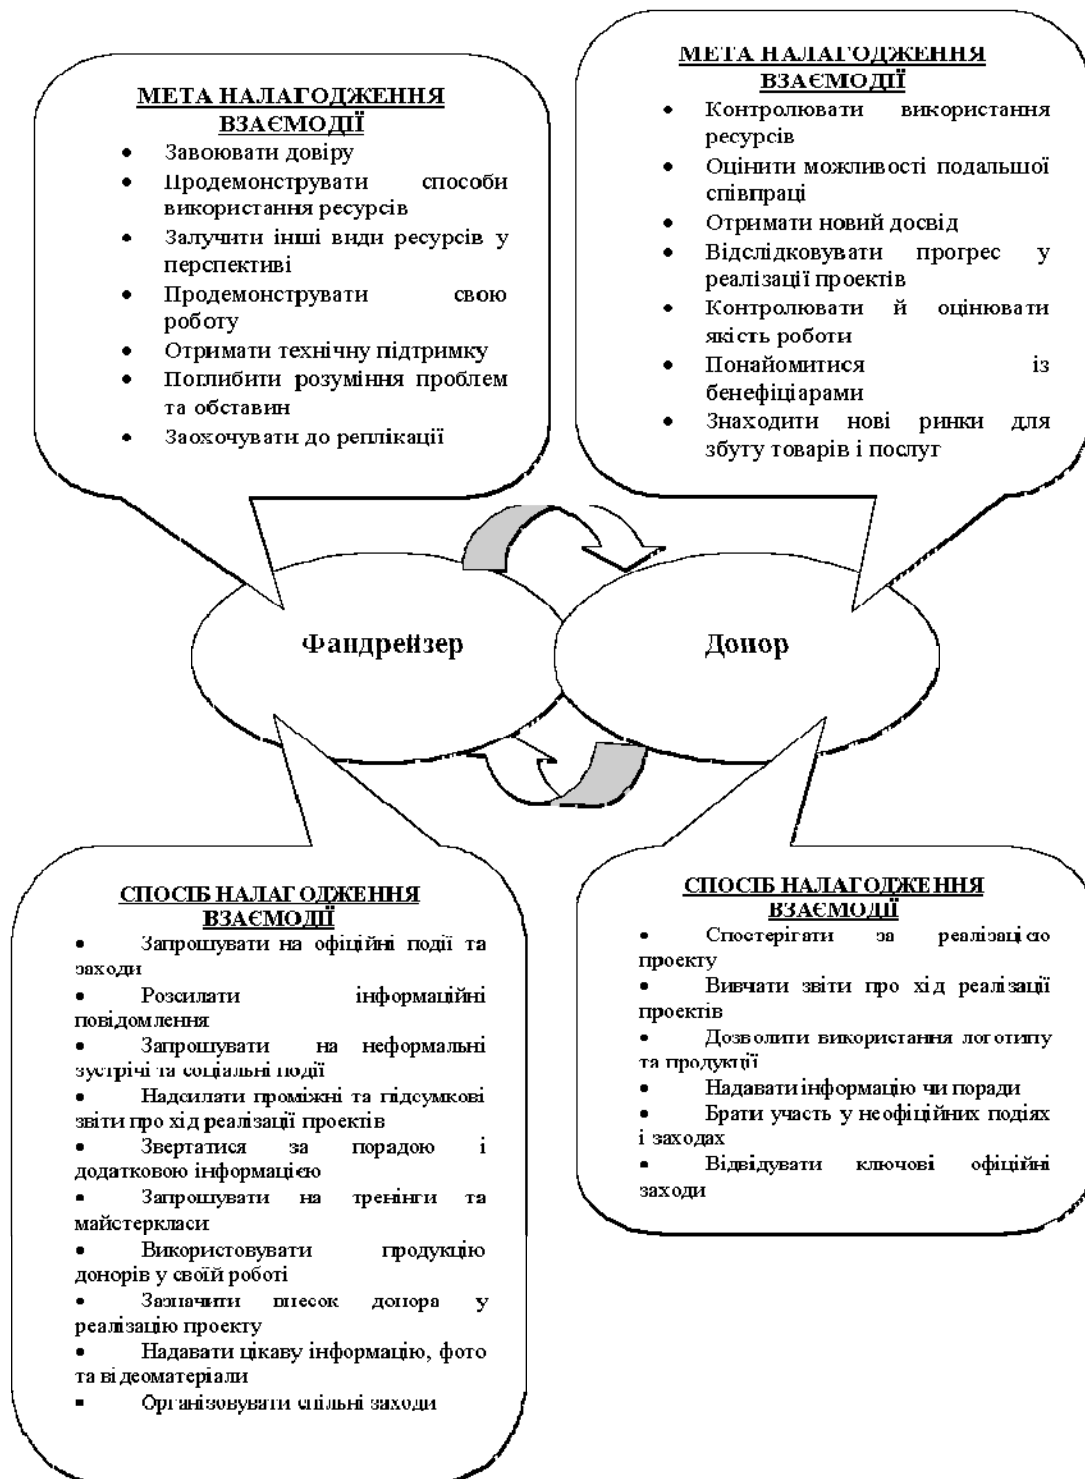 МЕТА НАЛАГОДЖЕННЯ
ВЗАЄМОДІЇ
• Завоювати довіру
• Продемонструвати способи
використання ресурсів
• Залучити інші види ресурсів у
перспективі
• Продемонструвати свою
роботу
• Отримати технічну підтримку
• Поглибити розуміння проблем
та обставин
• Заохочувати до реплікації
МЕТА НАЛАГОДЖЕННЯ
ВЗАЄМОДІЇ
• Контролювати використання
ресурсів
• Оцінити можливості подальшої
співпраці
• Отримати новий досвід
• Відслідковувати прогрес у
реалізації проектів
• Контролювати й оцінювати
якість роботи
• Понайомитися із
бенефіціарами
• Знаходити нові ринки для
збуту товарів і послуг
Фандрейзер
Донор
СПОСІБ НАЛАГОДЖЕННЯ
ВЗАЄМОДІЇ
• Запрошувати на офіційні події та
заходи
• Розсилати інформаційні
повідомлення
• Запрошувати на неформальні
зустрічі та соціальні події
• Надсилати проміжні та підсумкові
звіти про хід реалізації проектів
• Звертатися за порадою і
додатковою інформацією
• Запрошувати на тренінги та
майстеркласи
• Використовувати продукцію
донорів у своїй роботі
• Зазначити внесок донора у
реалізацію проекту
• Надавати цікаву інформацію, фото
та відеоматеріали
• Організовувати спільні заходи
СПОСІБ НАЛАГОДЖЕННЯ
ВЗАЄМОДІЇ
• Спостерігати за реалізацією
проекту
• Вивчати звіти про хід реалізації
проектів
• Дозволити використання логотипу
та продукції
• Надавати інформацію чи поради
• Брати участь у неофіційних подіях
і заходах
• Відвідувати ключові офіційні
заходи